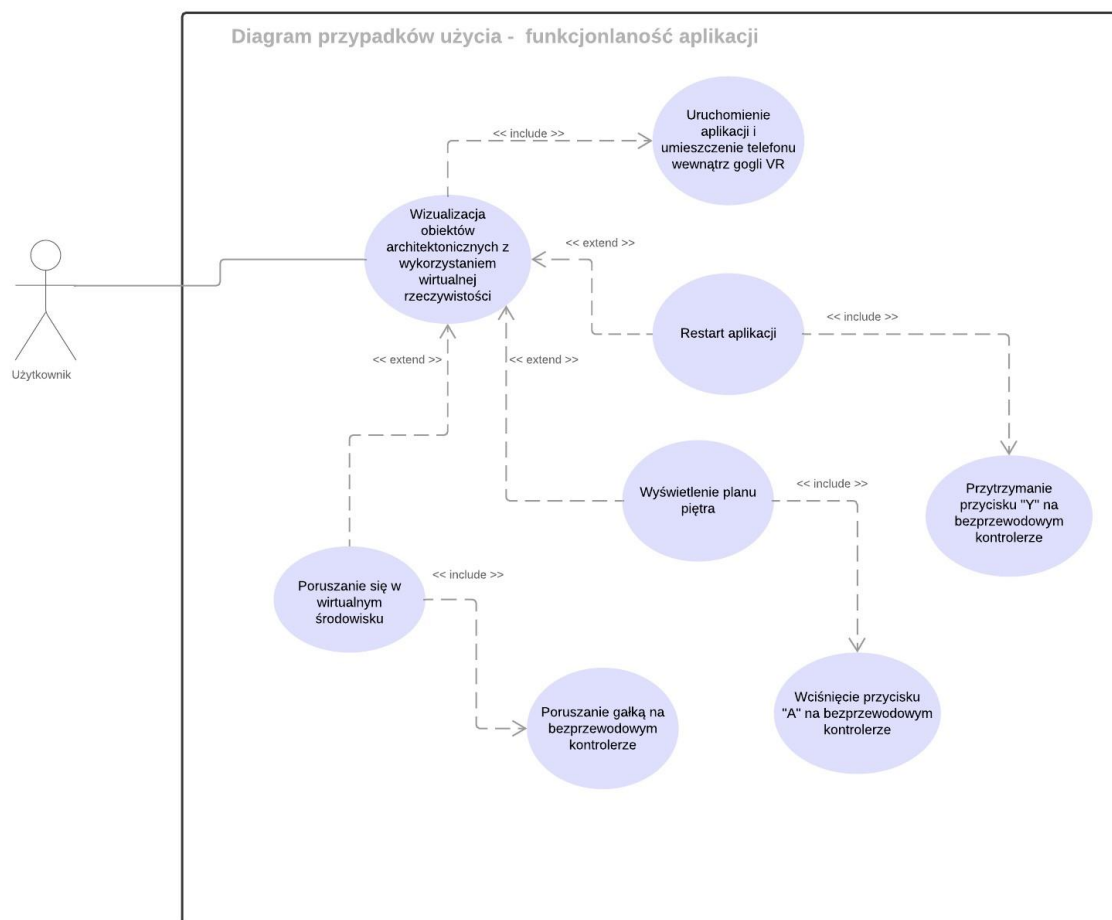 Diagram przypadków użycia - funkcjonlaność aplikacji
Uruchomienie
aplikacji i
umieszczenie telefonu
wewnątrz gogli VR
<< include >>
Wizualizacja
obiektów
architektonicznych z
wykorzystaniem
wirtualnej
rzeczywistości
<< extend >>
Restart aplikacji
<< include >>
<< extend >>
<< extend >>
Użytkownik
Wyświetlenie planu
piętra
<< include >>
Przytrzymanie
przycisku "Y" na
bezprzewodowym
kontrolerze
Poruszanie się w
wirtualnym
środowisku
<< include >>
Poruszanie gałką na
bezprzewodowym
kontrolerze
Wciśnięcie przycisku
"A" na bezprzewodowym
kontrolerze